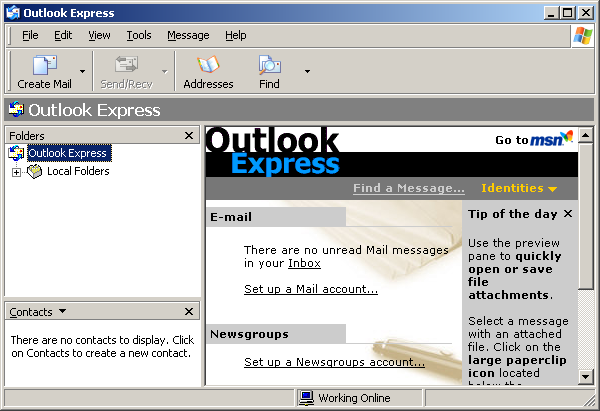 Outlook Express
File Edit View Tools Message Help
Create Mail Send/Recv Addresses Find
Outlook Express
Folders
Outlook Express
Local Folders
Contacts
There are no contacts to display. Click
on Contacts to create a new contact.
Outlook
Express
Go to msn
Find a Message... Identities
E-mail
There are no unread Mail messages
in your Inbox
Set up a Mail account...
Newsgroups
Set up a Newsgroups account...
Tip of the day
Use the preview
pane to quickly
open or save
file
attachments.
Select a message
with an attached
file. Click on the
large paperclip
icon located
below the
Working Online